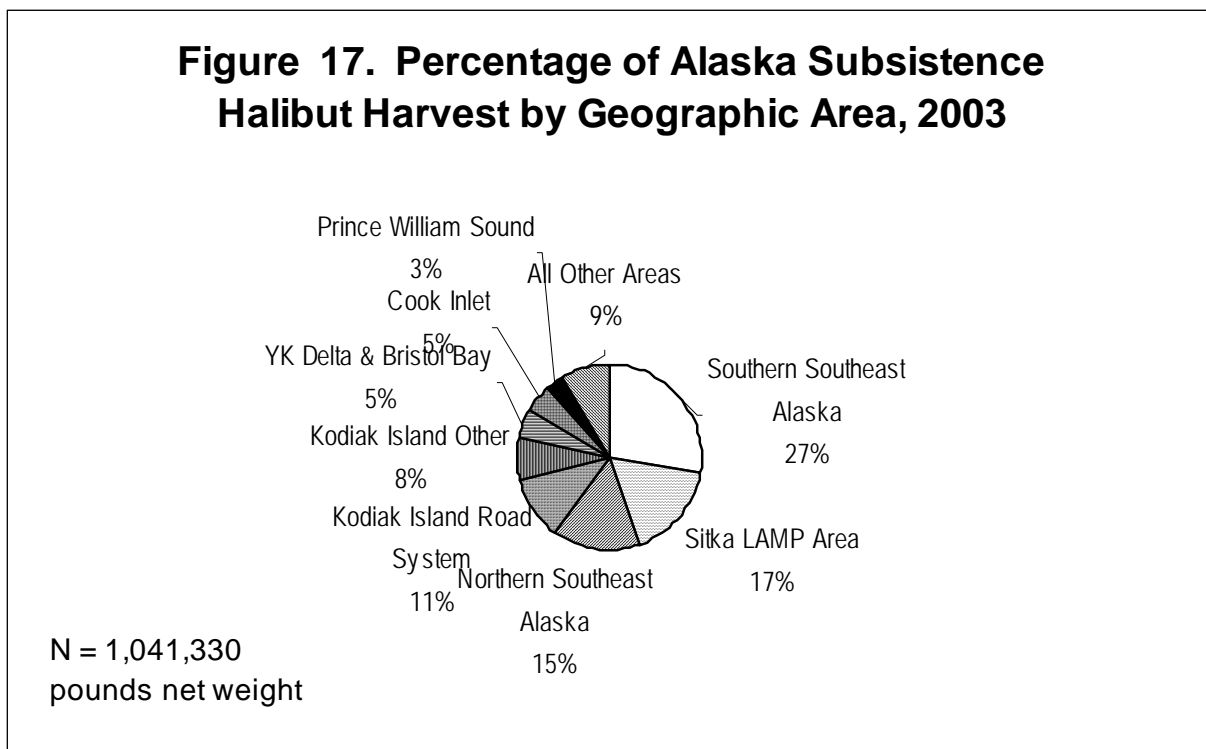 Figure 17. Percentage of Alaska Subsistence
Halibut Harvest by Geographic Area, 2003
Prince William Sound
3%
All Other Areas
9%
Cook Inlet
5%
YK Delta & Bristol Bay
5%
Kodiak Island Other
8%
Kodiak Island Road
System
11%
Northern Southeast
Alaska
15%
Sitka LAMP Area
17%
Southern Southeast
Alaska
27%
N = 1,041,330
pounds net weight